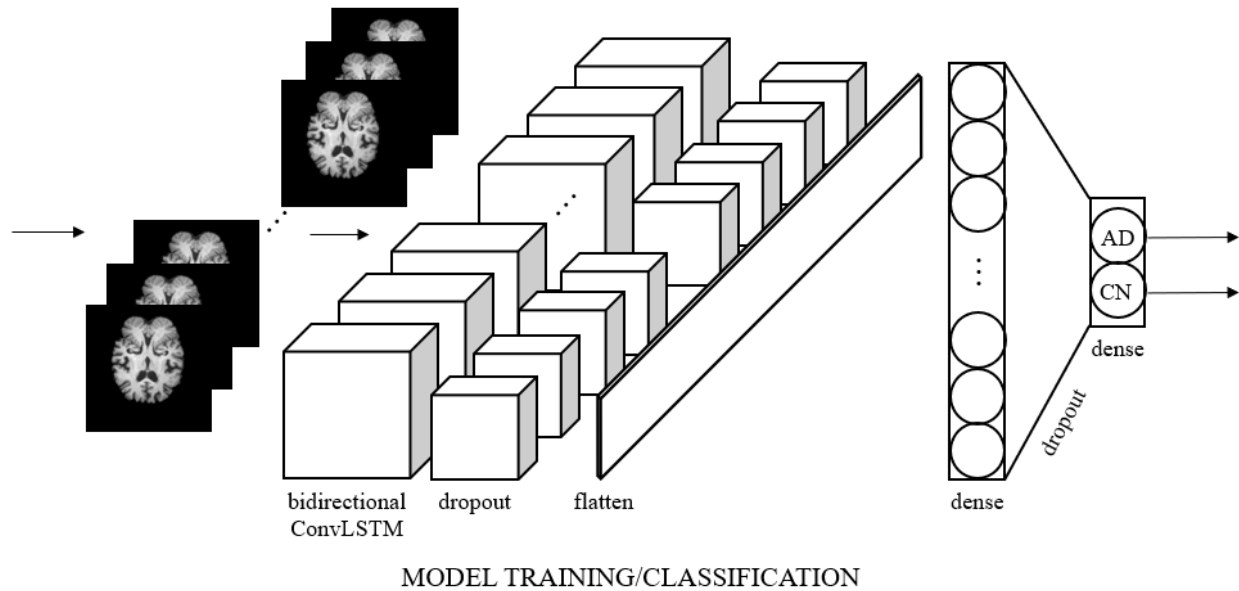 AD
CN
dense
dropout
bidirectional
ConvLSTM
dropout
flatten
dense
MODEL TRAINING/CLASSIFICATION